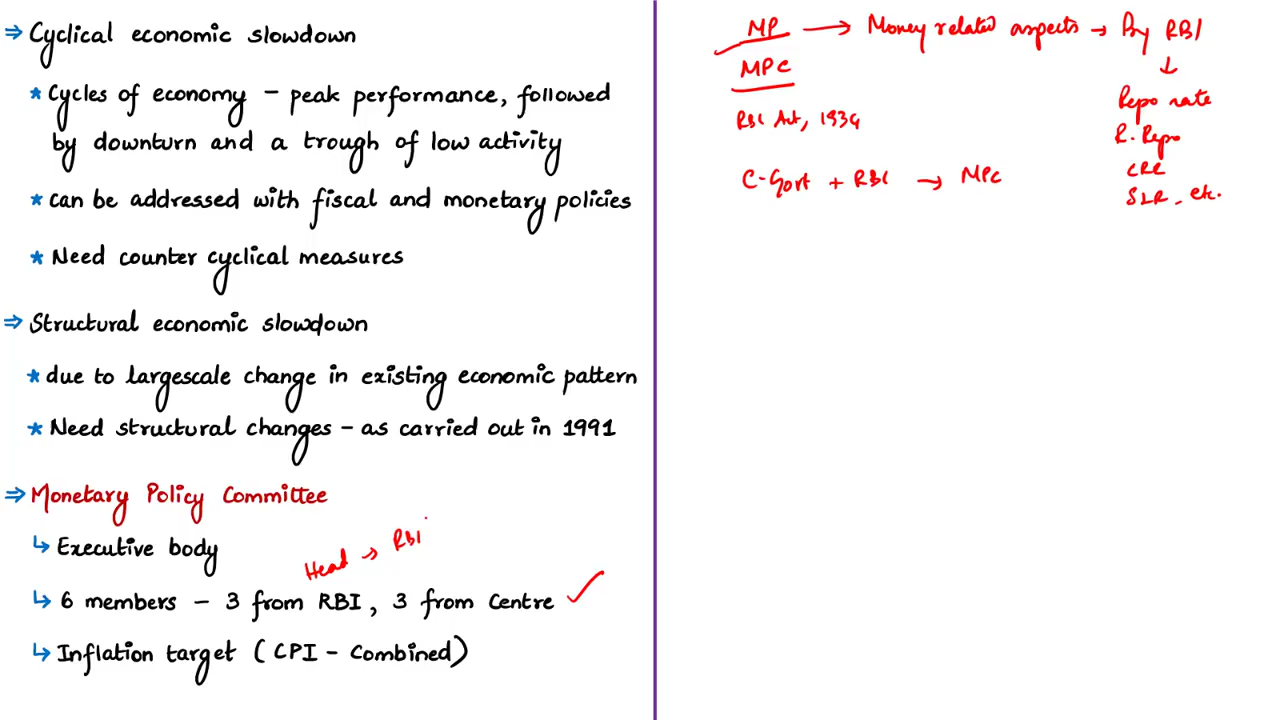 ⇒ Cyclical economic slowdown
* Cycles of economy - peak performance, followed
by downturn and a trough of low activity
* can be addressed with fiscal and monetary policies
* Need counter cyclical measures
⇒ Structural economic slowdown
* due to largescale change in existing economic pattern
* Need structural changes - as carried out in 1991
⇒ Monetary Policy Committee
↳ Executive body
Head → RBI
↳ 6 members - 3 from RBI, 3 from Centre ✓
↳ Inflation target (CPI - Combined)
MP → Money related aspects → By RBI
↓
MPC
Repo rate
RBI Act, 1934
R. Repo
CRR
C-Govt + RBI → MPC
SLR, etc.